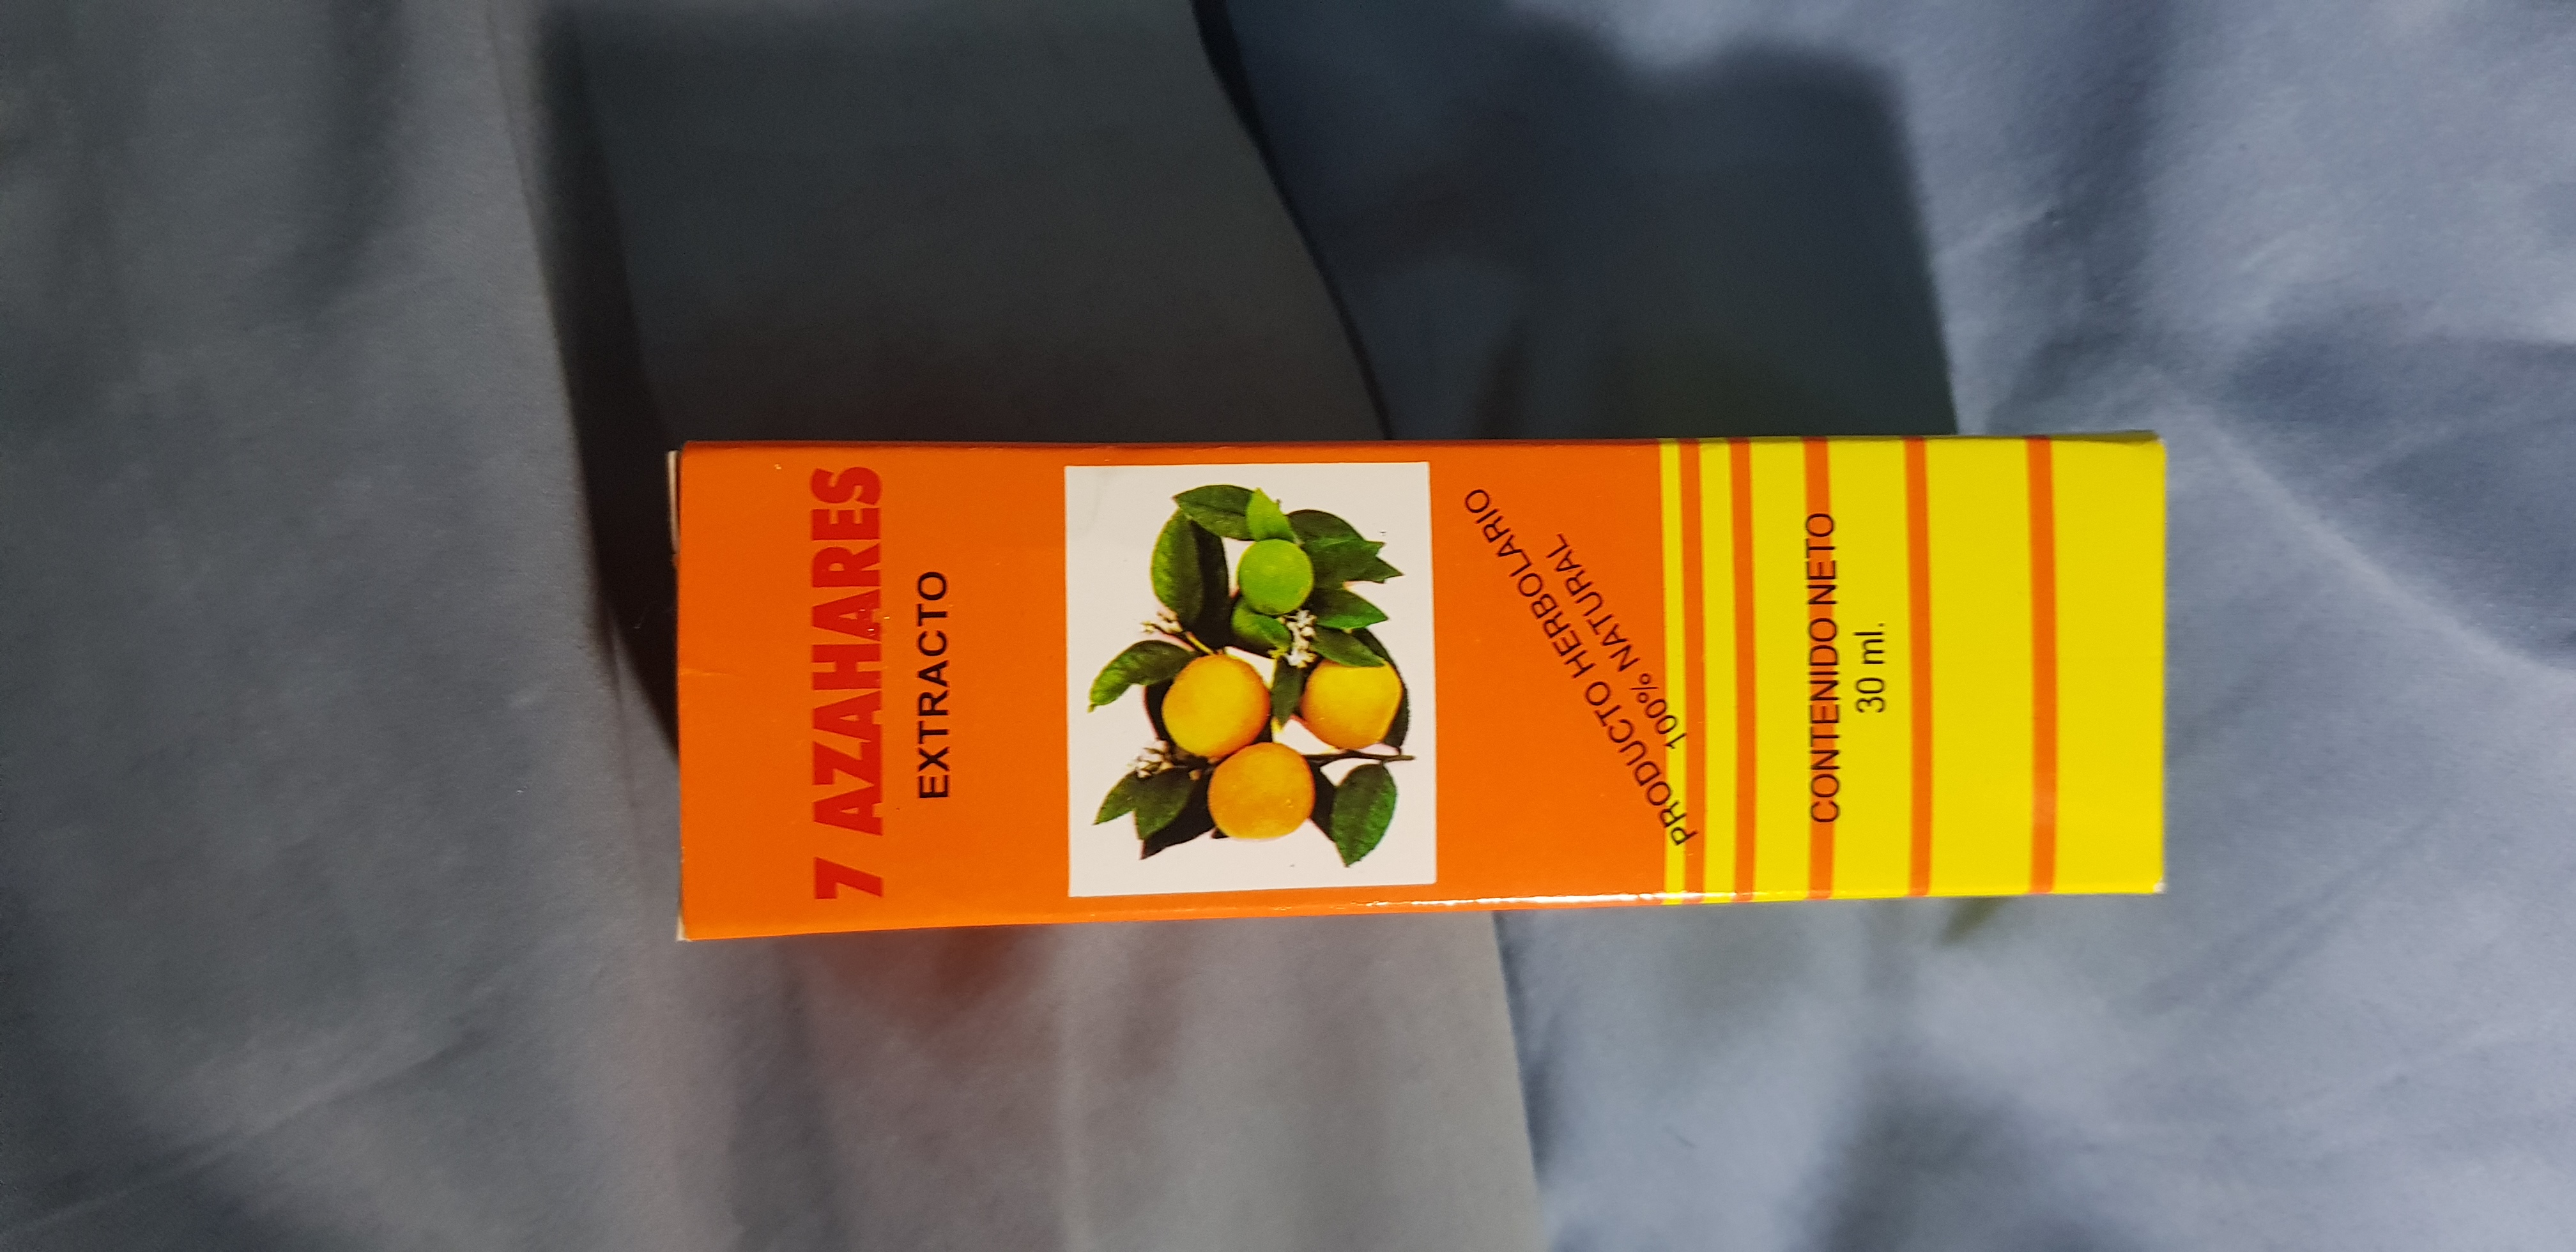 7 AZAHARES
EXTRACTO
PRODUCTO HERBOLARIO
100% NATURAL
CONTENIDO NETO
30 ml.